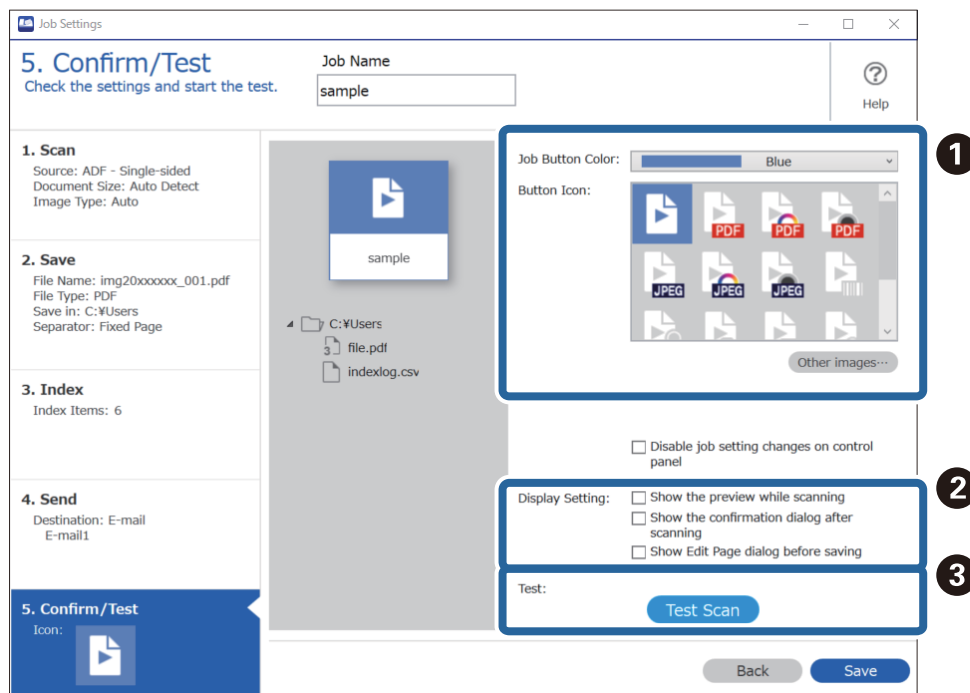 Job Settings
5. Confirm/Test
Check the settings and start the test.
Job Name
sample
Help
1. Scan
Source: ADF - Single-sided
Document Size: Auto Detect
Image Type: Auto
2. Save
File Name: img20xxxxxx_001.pdf
File Type: PDF
Save in: C:¥Users
Separator: Fixed Page
3. Index
Index Items: 6
4. Send
Destination: E-mail
E-mail1
5. Confirm/Test
Icon:
sample
C:¥Users
3 file.pdf
indexlog.csv
1
Job Button Color: Blue
Button Icon:
PDF PDF PDF
JPEG JPEG JPEG
Other images···
Disable job setting changes on control
panel
2
Display Setting: Show the preview while scanning
Show the confirmation dialog after
scanning
Show Edit Page dialog before saving
3
Test:
Test Scan
Back Save